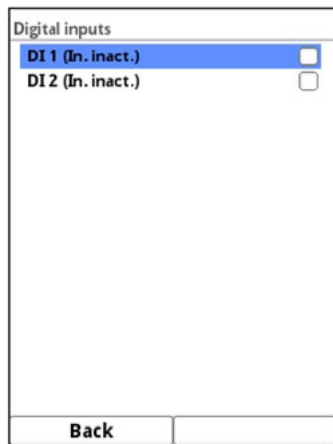 Digital inputs
DI 1 (In. inact.)
DI 2 (In. inact.)
Back